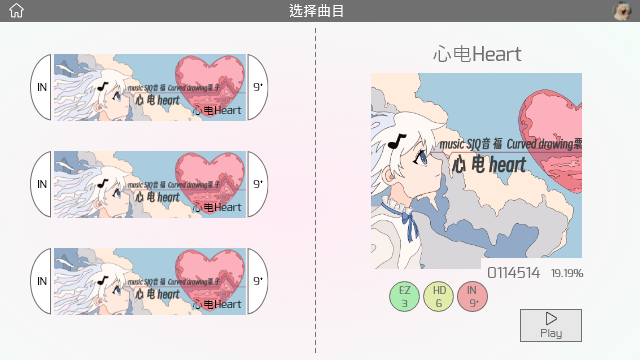 选择曲目
IN
music SJQ音福 Curved drawing栗子
心电 heart
心电Heart
9+
IN
music SJQ音福 Curved drawing栗子
心电 heart
心电Heart
9+
IN
music SJQ音福 Curved drawing栗子
心电 heart
心电Heart
9+
心电Heart
music SJQ音福 Curved drawing栗
心电 heart
0114514 19.19%
EZ HD IN
3 6 9+
Play